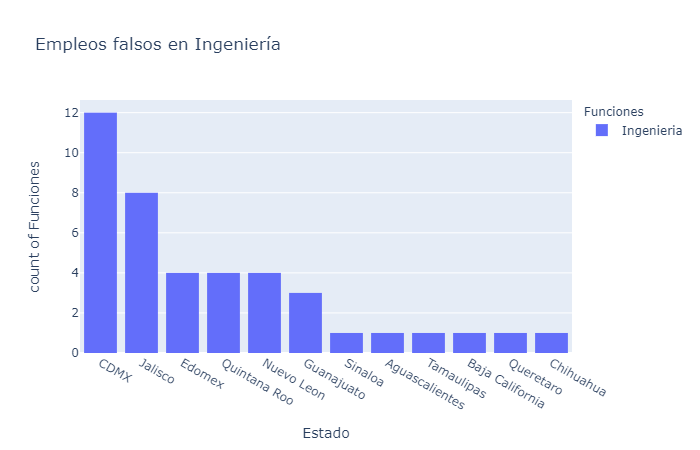 Empleos falsos en Ingeniería
Funciones
Ingenieria
count of Funciones
12
10
8
6
4
2
0
CDMX
Jalisco
Edomex
Quintana Roo
Nuevo Leon
Guanajuato
Sinaloa
Aguascalientes
Tamaulipas
Baja California
Queretaro
Chihuahua
Estado